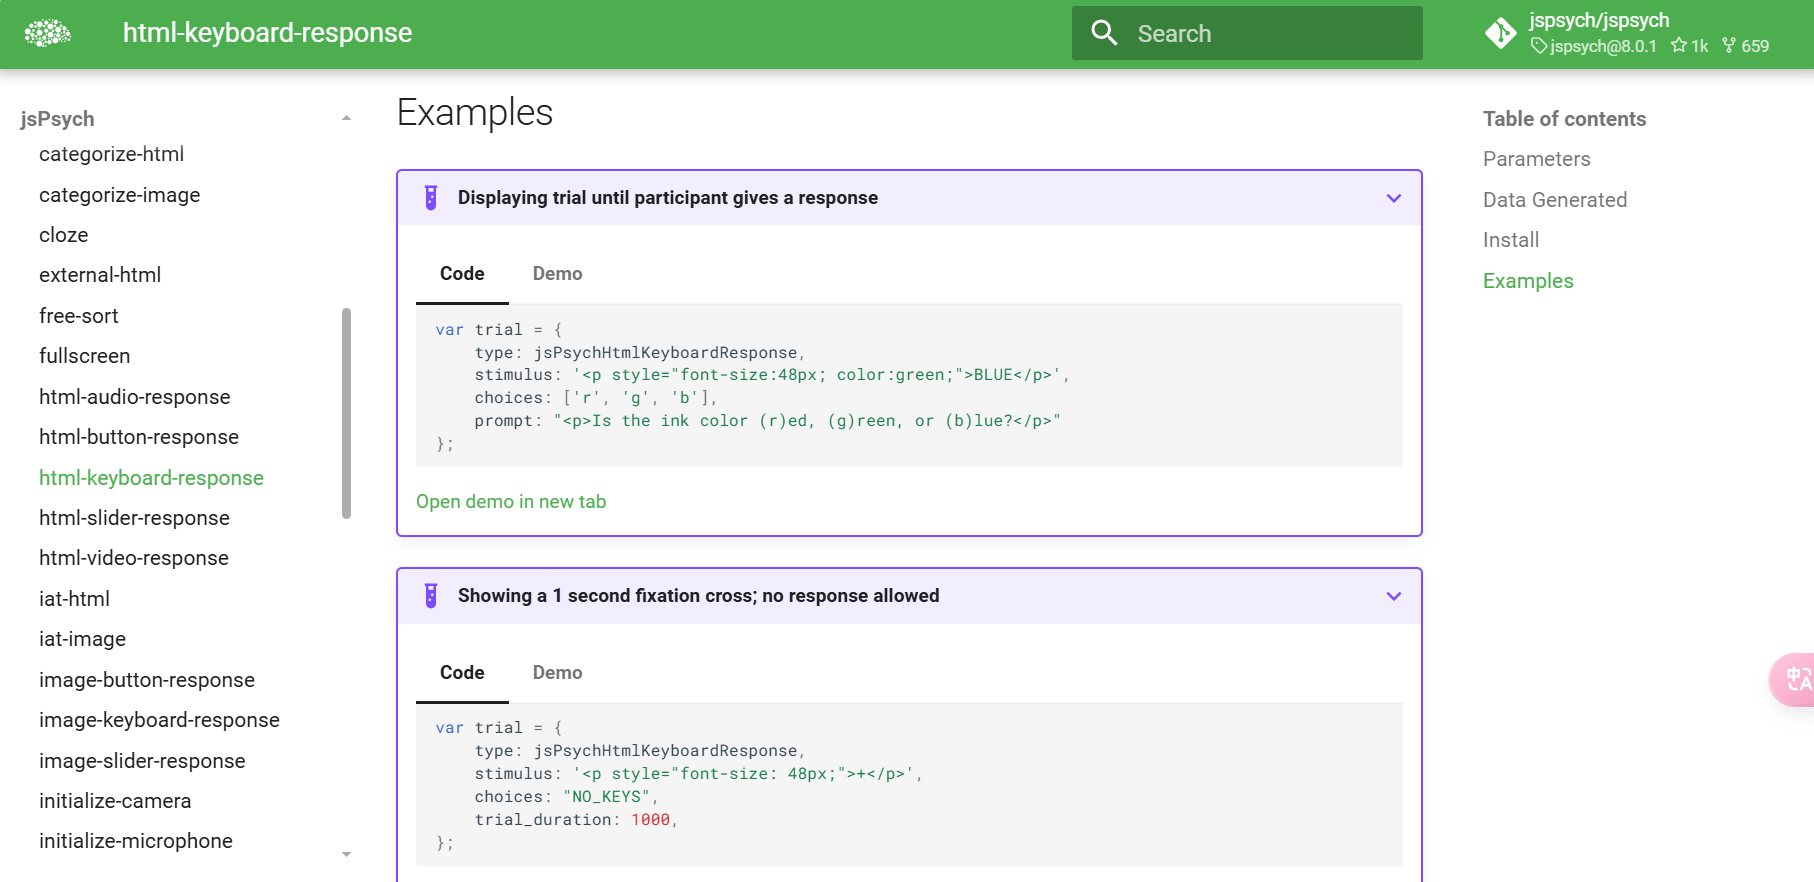 html-keyboard-response
Search
jspsych/jspsych
jspsych@8.0.1 1k 659
jsPsych
categorize-html
categorize-image
cloze
external-html
free-sort
fullscreen
html-audio-response
html-button-response
html-keyboard-response
html-slider-response
html-video-response
iat-html
iat-image
image-button-response
image-keyboard-response
image-slider-response
initialize-camera
initialize-microphone
Examples
Displaying trial until participant gives a response
Code Demo
var trial = {
    type: jsPsychHtmlKeyboardResponse,
    stimulus: '<p style="font-size:48px; color:green;">BLUE</p>',
    choices: ['r', 'g', 'b'],
    prompt: "<p>Is the ink color (r)ed, (g)reen, or (b)lue?</p>"
};
Open demo in new tab
Showing a 1 second fixation cross; no response allowed
Code Demo
var trial = {
    type: jsPsychHtmlKeyboardResponse,
    stimulus: '<p style="font-size: 48px;">+</p>',
    choices: "NO_KEYS",
    trial_duration: 1000,
};
Table of contents
Parameters
Data Generated
Install
Examples
中A